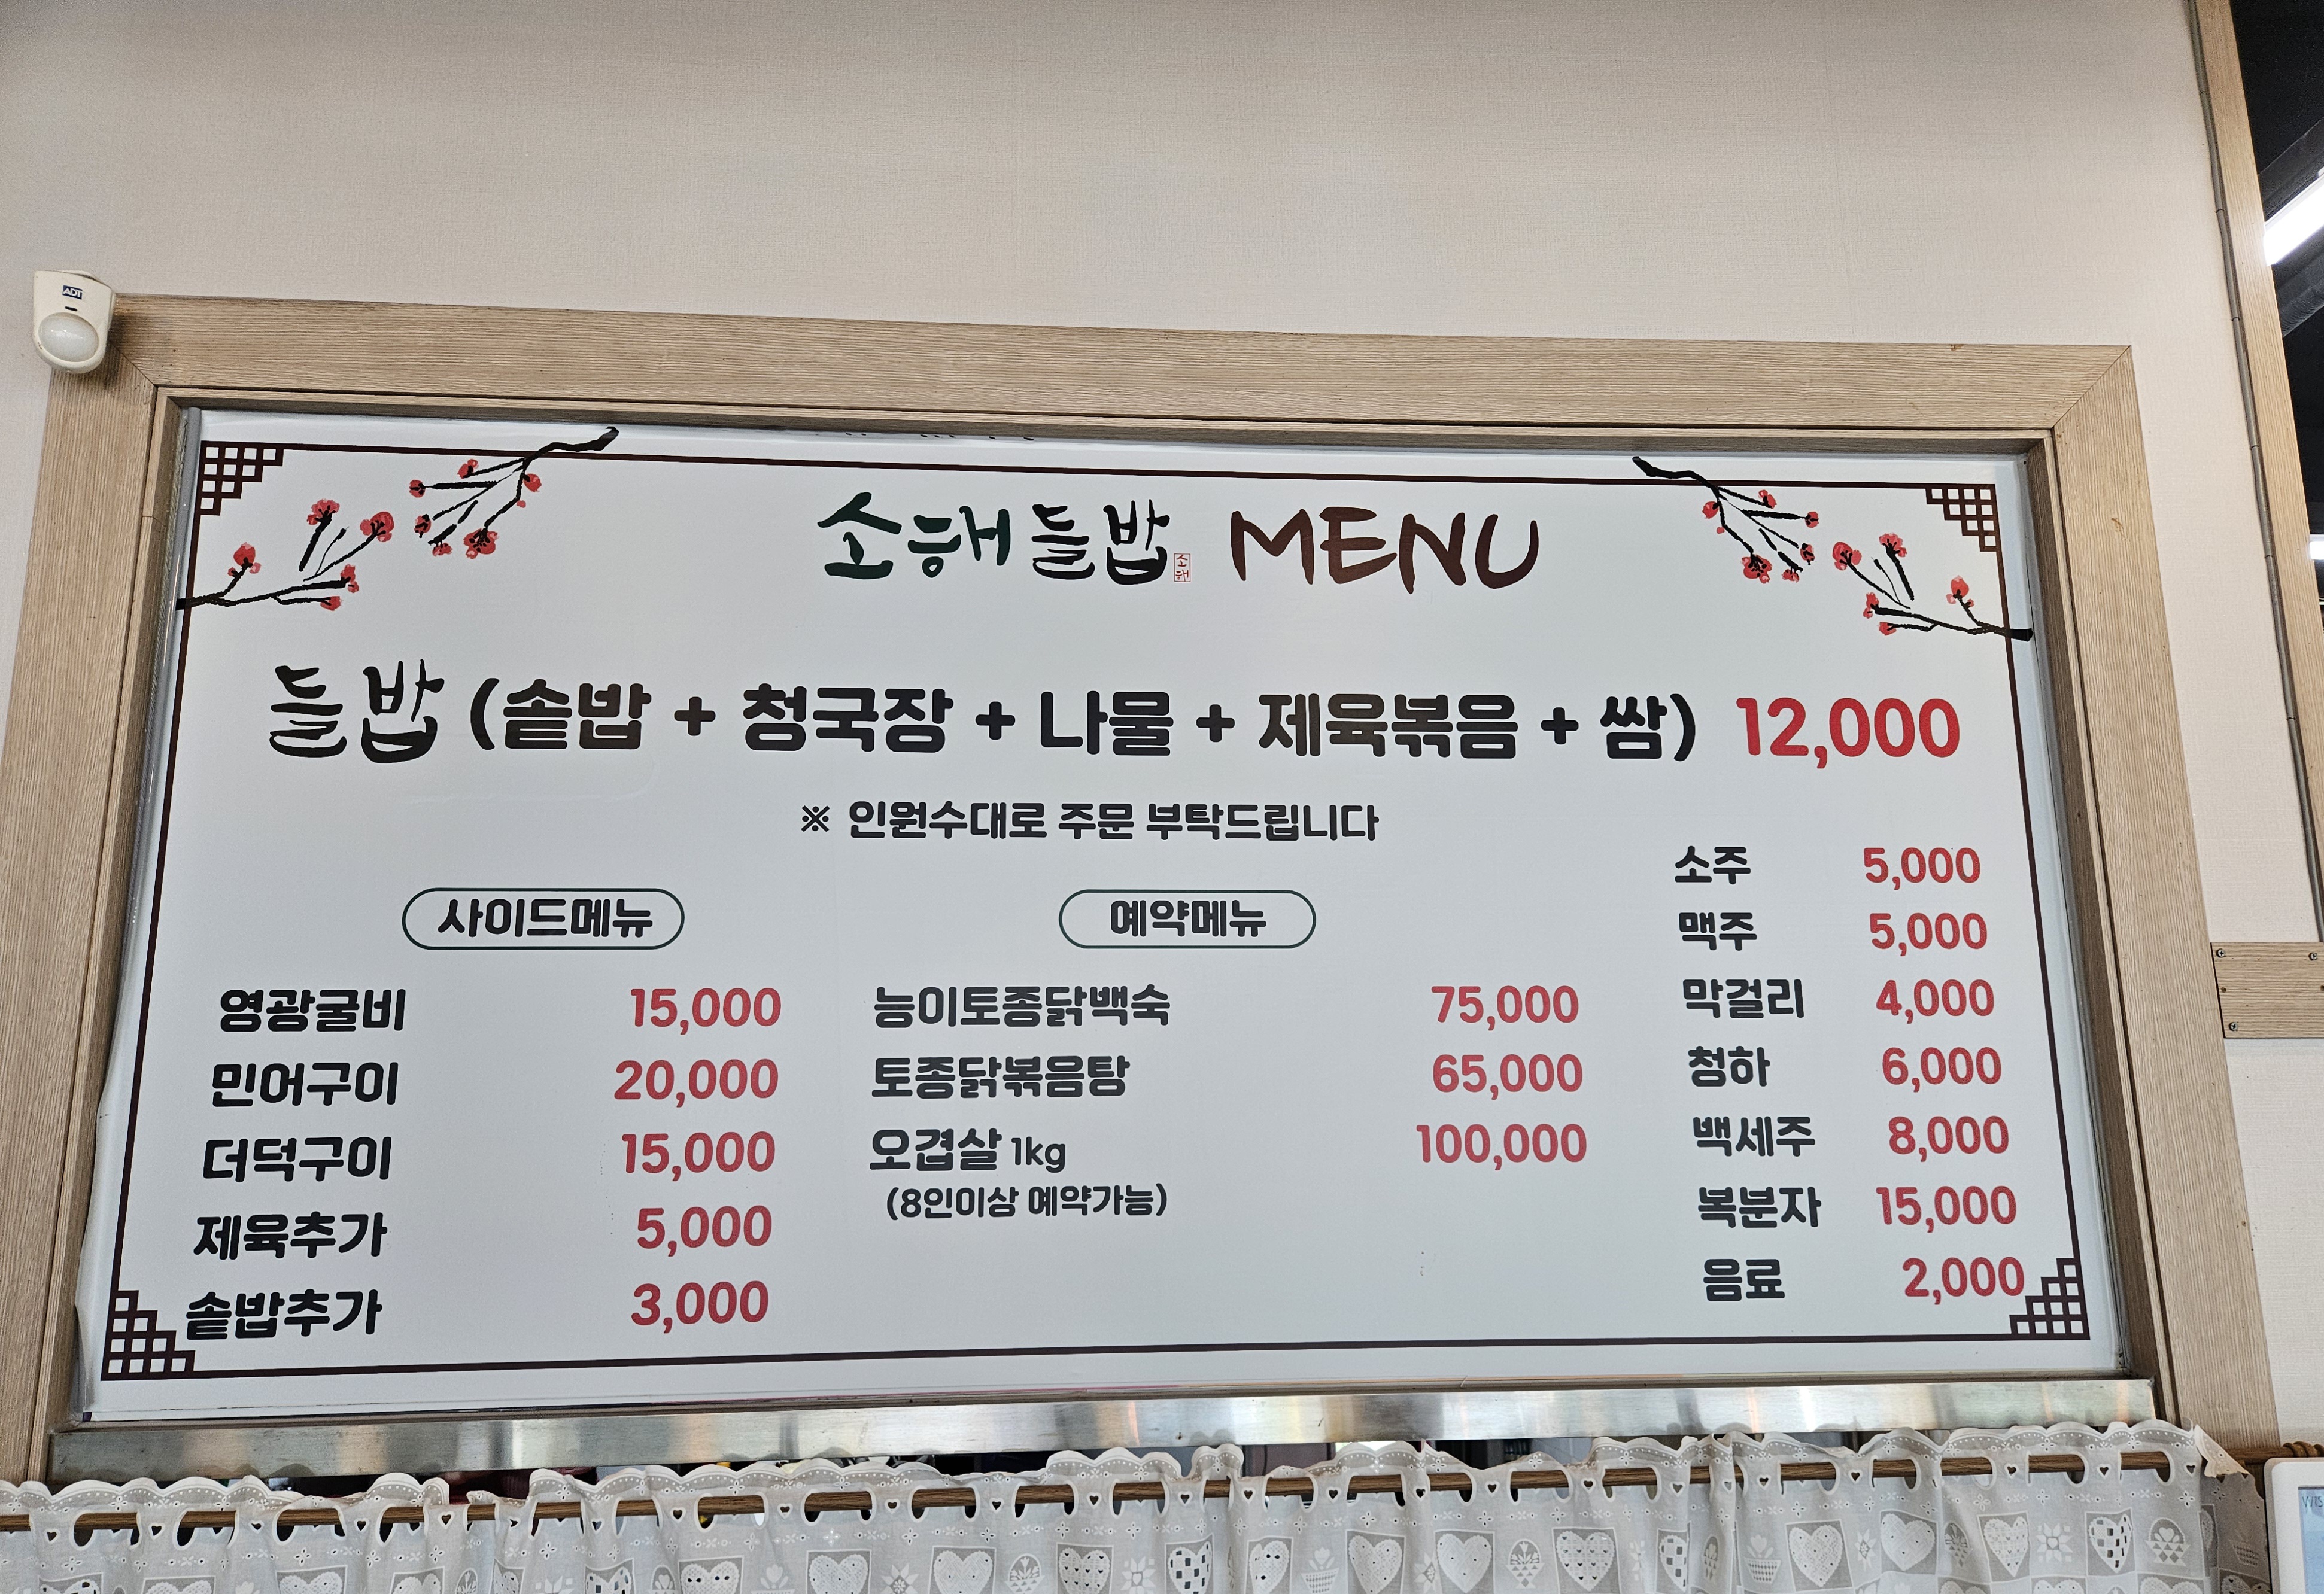 ADT
소해들밥 소해 MENU
들밥 (솥밥 + 청국장 + 나물 + 제육볶음 + 쌈) 12,000
※ 인원수대로 주문 부탁드립니다
사이드메뉴
영광굴비 15,000
민어구이 20,000
더덕구이 15,000
제육추가 5,000
솥밥추가 3,000
예약메뉴
능이토종닭백숙 75,000
토종닭볶음탕 65,000
오겹살 1kg 100,000
(8인이상 예약가능)
소주 5,000
맥주 5,000
막걸리 4,000
청하 6,000
백세주 8,000
복분자 15,000
음료 2,000